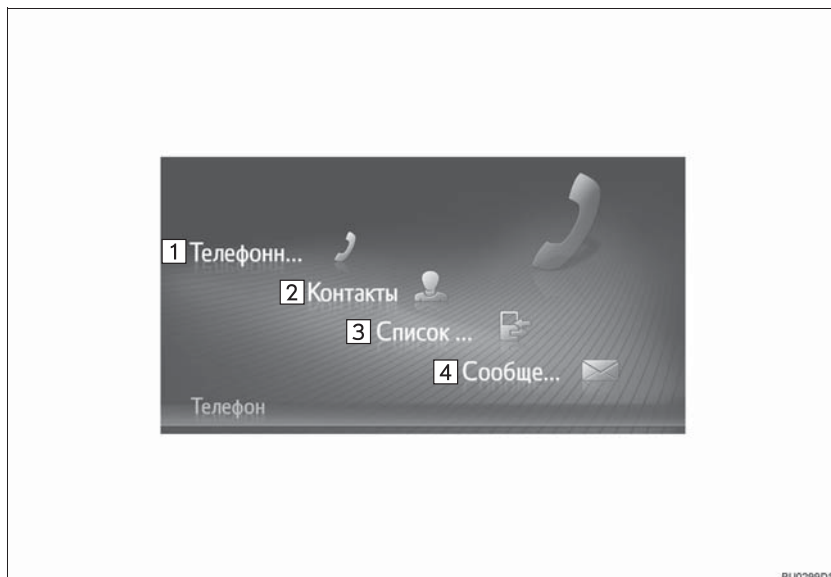 1 Телефонн...
2 Контакты
3 Список ...
4 Сообще...
Телефон